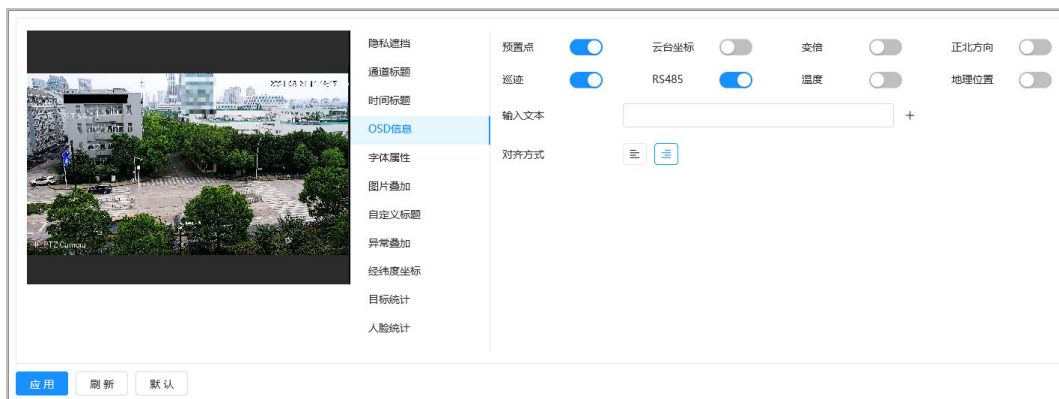 隐私遮挡
通道标题
时间标题
OSD信息
字体属性
图片叠加
自定义标题
异常叠加
经纬度坐标
目标统计
人脸统计
预置点 云台坐标 变倍 正北方向
巡迹 RS485 温度 地理位置
输入文本 +
对齐方式
PTZ Camera
应用 刷新 默认